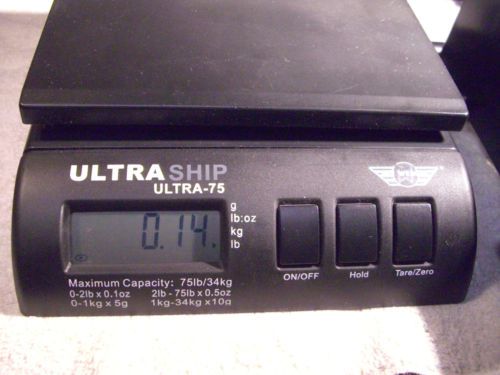 ULTRASHIP
ULTRA-75
g
lb:oz
kg
lb
0.14.
ON/OFF Hold Tare/Zero
Maximum Capacity: 75lb/34kg
0-2lb x 0.1oz 2lb - 75lb x 0.5oz
0-1kg x 5g 1kg-34kg x 10g